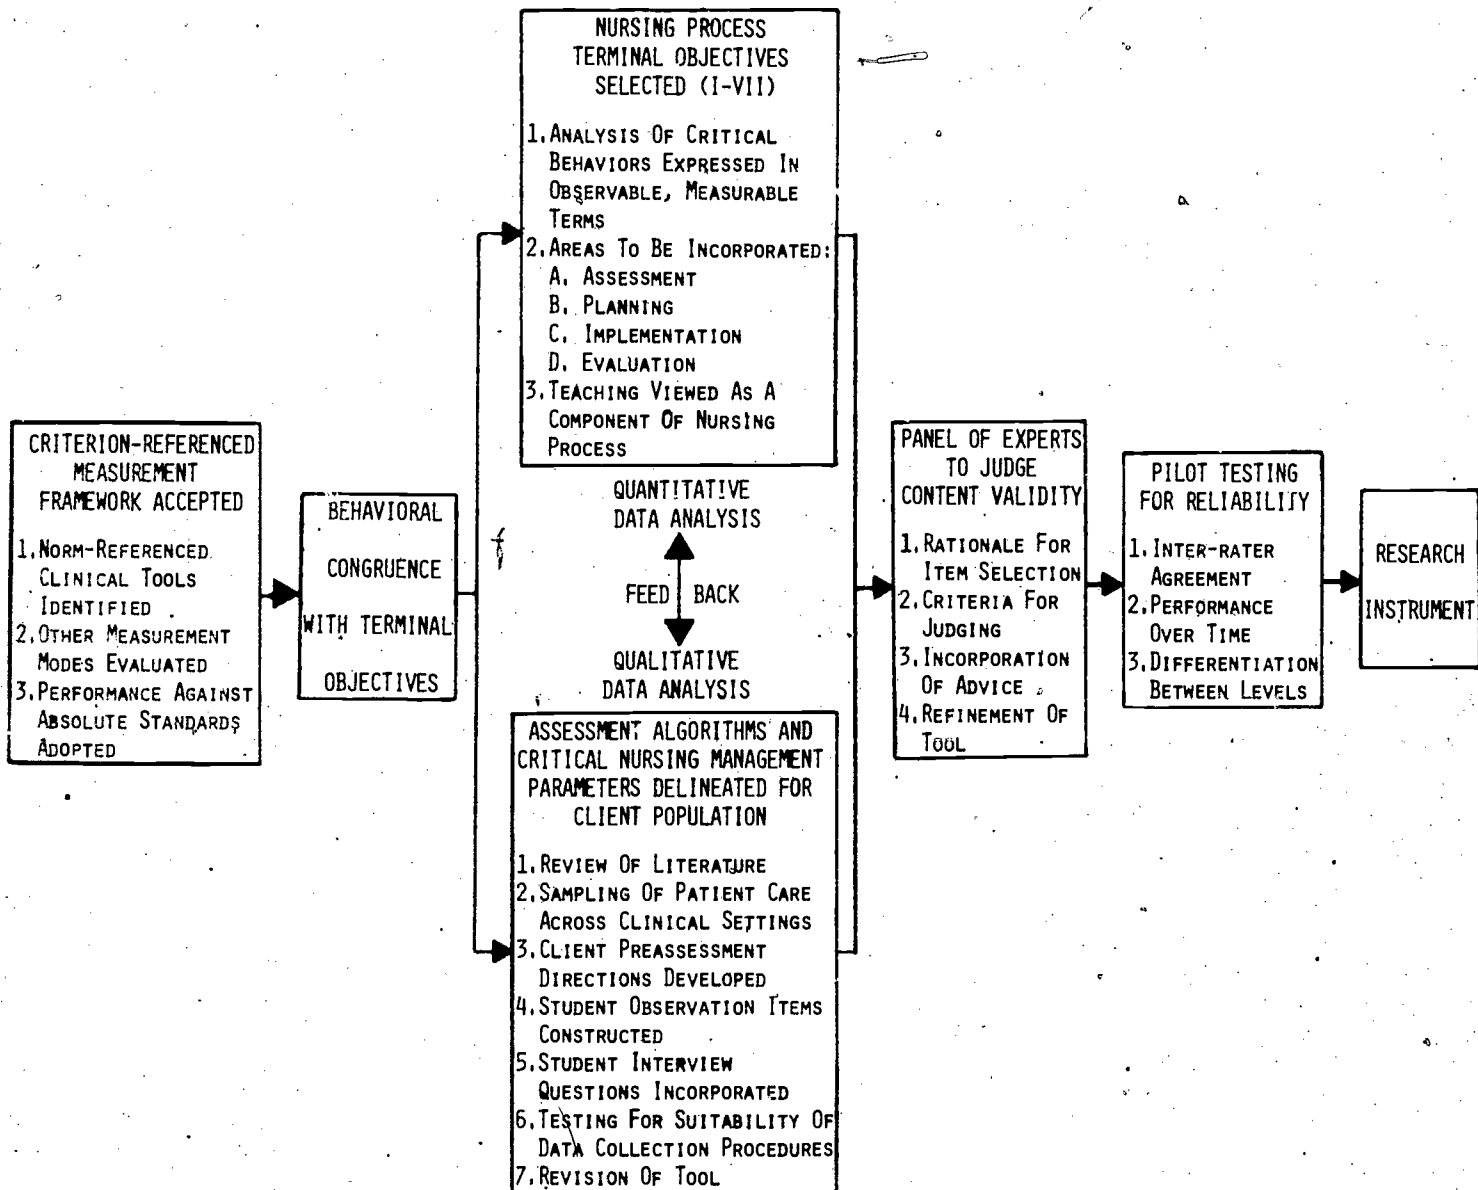 CRITERION-REFERENCED
MEASUREMENT
FRAMEWORK ACCEPTED
1. NORM-REFERENCED
CLINICAL TOOLS
IDENTIFIED
2. OTHER MEASUREMENT
MODES EVALUATED
3. PERFORMANCE AGAINST
ABSOLUTE STANDARDS
ADOPTED
BEHAVIORAL
CONGRUENCE
WITH TERMINAL
OBJECTIVES
NURSING PROCESS
TERMINAL OBJECTIVES
SELECTED (I-VII)
1. ANALYSIS OF CRITICAL
BEHAVIORS EXPRESSED IN
OBSERVABLE, MEASURABLE
TERMS
2. AREAS TO BE INCORPORATED:
A. ASSESSMENT
B. PLANNING
C. IMPLEMENTATION
D. EVALUATION
3. TEACHING VIEWED AS A
COMPONENT OF NURSING
PROCESS
QUANTITATIVE
DATA ANALYSIS
FEED BACK
QUALITATIVE
DATA ANALYSIS
ASSESSMENT ALGORITHMS AND
CRITICAL NURSING MANAGEMENT
PARAMETERS DELINEATED FOR
CLIENT POPULATION
1. REVIEW OF LITERATURE
2. SAMPLING OF PATIENT CARE
ACROSS CLINICAL SETTINGS
3. CLIENT PREASSESSMENT
DIRECTIONS DEVELOPED
4. STUDENT OBSERVATION ITEMS
CONSTRUCTED
5. STUDENT INTERVIEW
QUESTIONS INCORPORATED
6. TESTING FOR SUITABILITY OF
DATA COLLECTION PROCEDURES
7. REVISION OF TOOL
PANEL OF EXPERTS
TO JUDGE
CONTENT VALIDITY
1. RATIONALE FOR
ITEM SELECTION
2. CRITERIA FOR
JUDGING
3. INCORPORATION
OF ADVICE
4. REFINEMENT OF
TOOL
PILOT TESTING
FOR RELIABILITY
1. INTER-RATER
AGREEMENT
2. PERFORMANCE
OVER TIME
3. DIFFERENTIATION
BETWEEN LEVELS
RESEARCH
INSTRUMENT